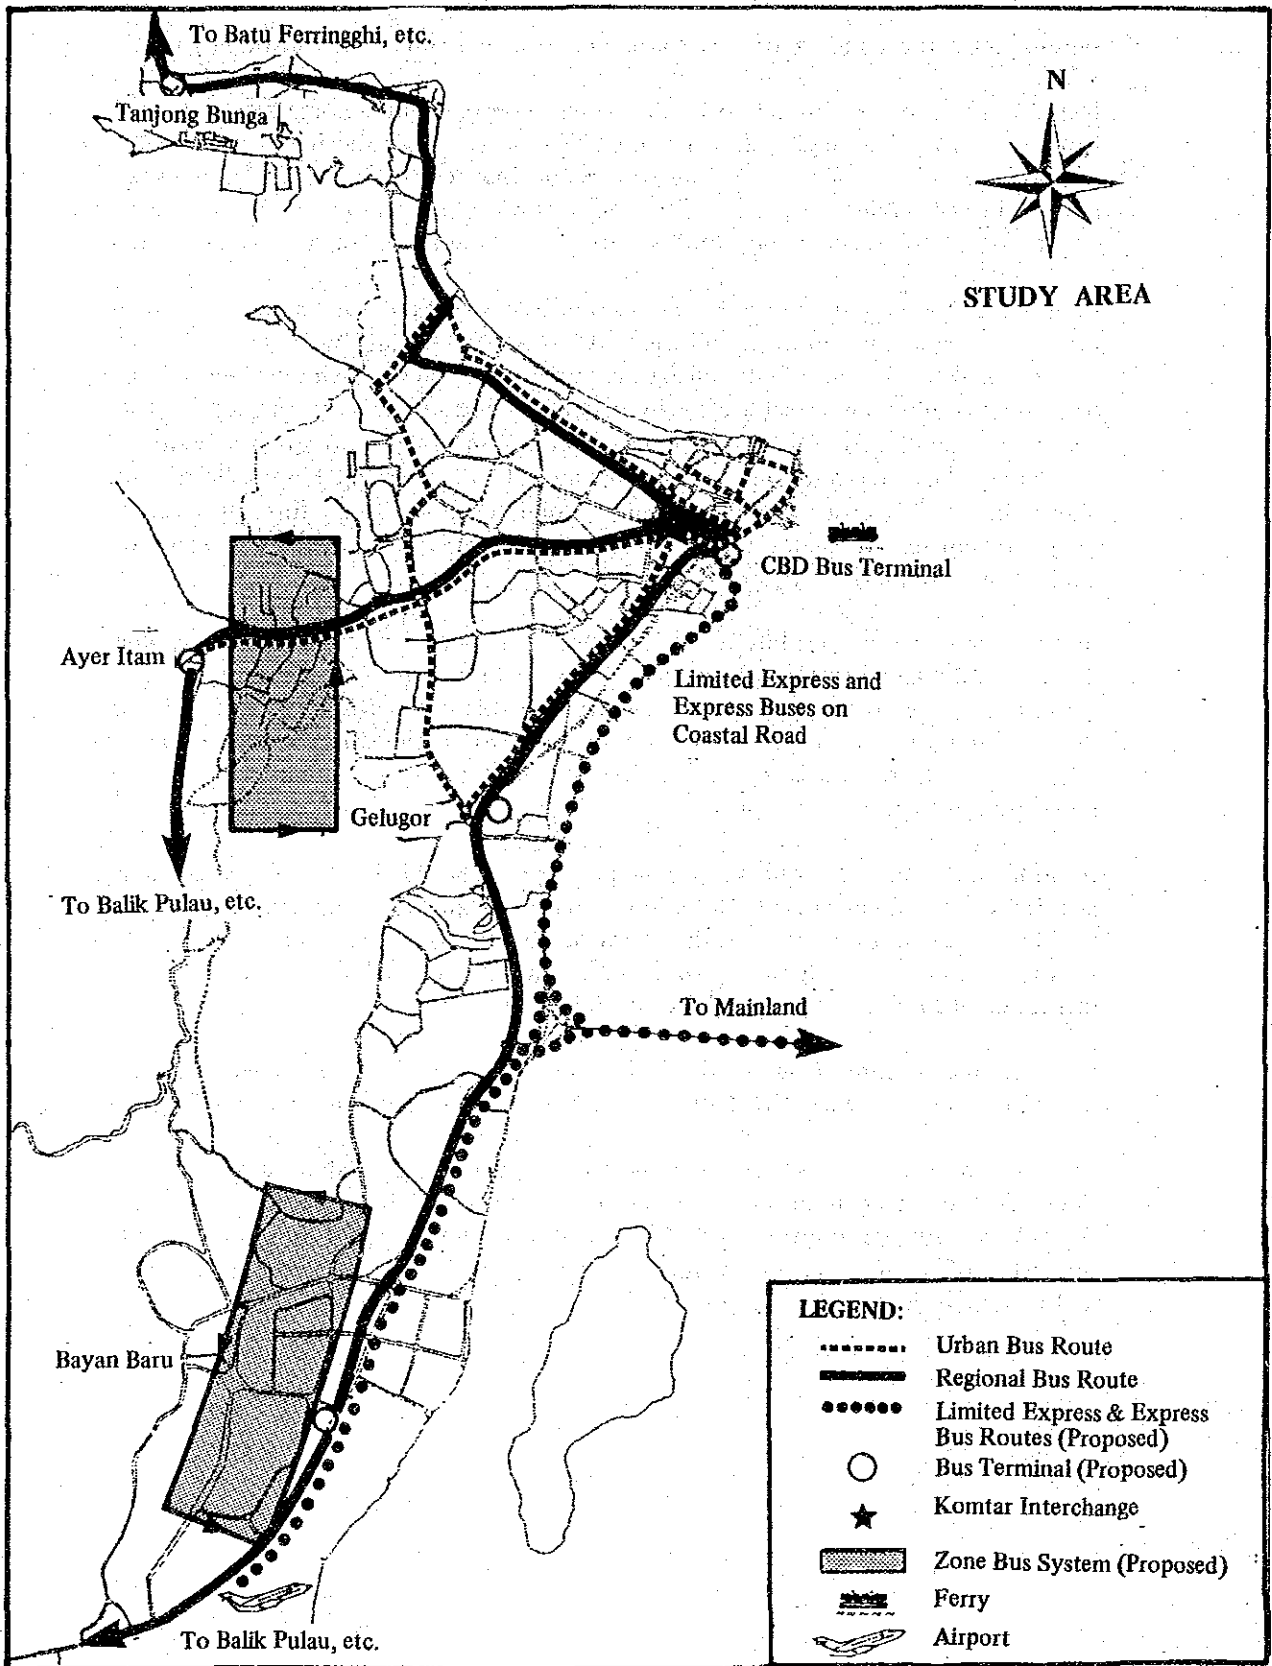 To Batu Ferringghi, etc.
Tanjong Bunga
N
STUDY AREA
CBD Bus Terminal
Ayer Itam
Limited Express and
Express Buses on
Coastal Road
Gelugor
To Balik Pulau, etc.
To Mainland
Bayan Baru
To Balik Pulau, etc.
LEGEND:
Urban Bus Route
Regional Bus Route
Limited Express & Express
Bus Routes (Proposed)
Bus Terminal (Proposed)
Komtar Interchange
Zone Bus System (Proposed)
Ferry
Airport